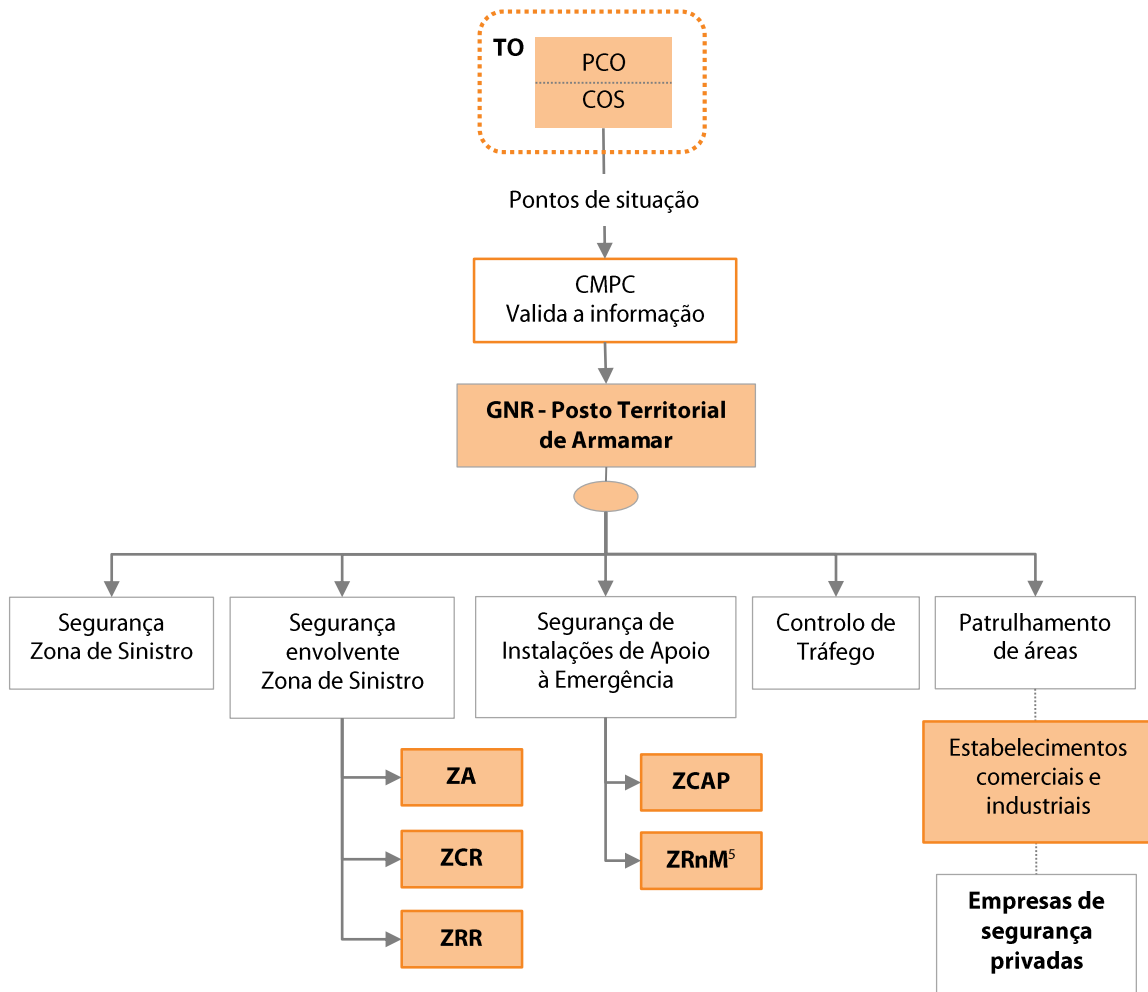 TO
PCO
COS
Pontos de situação
CMPC
Valida a informação
GNR - Posto Territorial
de Armamar
Segurança
Zona de Sinistro
Segurança
envolvente
Zona de Sinistro
Segurança de
Instalações de Apoio
à Emergência
Controlo de
Tráfego
Patrulhamento
de áreas
ZA
ZCR
ZRR
ZCAP
ZRnM⁵
Estabelecimentos
comerciais e
industriais
Empresas de
segurança
privadas